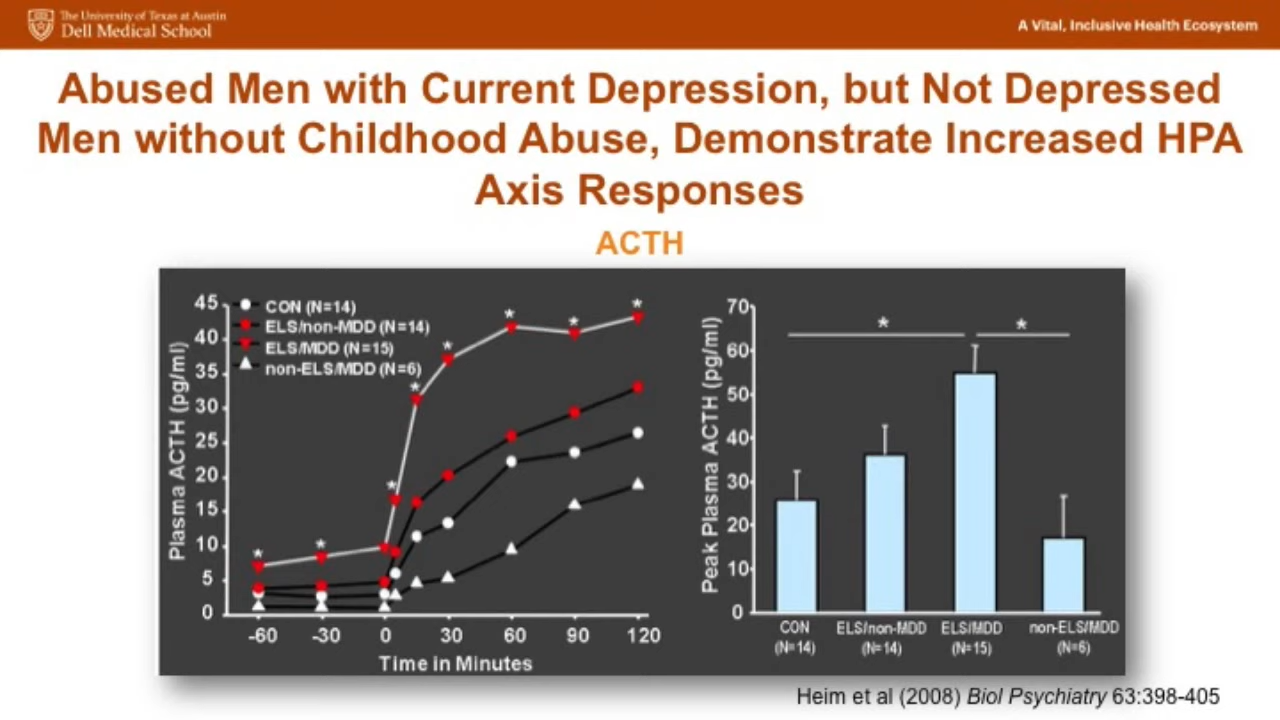 The University of Texas at Austin
Dell Medical School
A Vital, Inclusive Health Ecosystem
Abused Men with Current Depression, but Not Depressed
Men without Childhood Abuse, Demonstrate Increased HPA
Axis Responses
ACTH
Plasma ACTH (pg/ml)
45
40
35
30
25
20
15
10
5
0
CON (N=14)
ELS/non-MDD (N=14)
ELS/MDD (N=15)
non-ELS/MDD (N=6)
* * * * * * * *
-60 -30 0 30 60 90 120
Time in Minutes
Peak Plasma ACTH (pg/ml)
70
60
50
40
30
20
10
0
* *
CON ELS/non-MDD ELS/MDD non-ELS/MDD
(N=14) (N=14) (N=15) (N=6)
Heim et al (2008) Biol Psychiatry 63:398-405